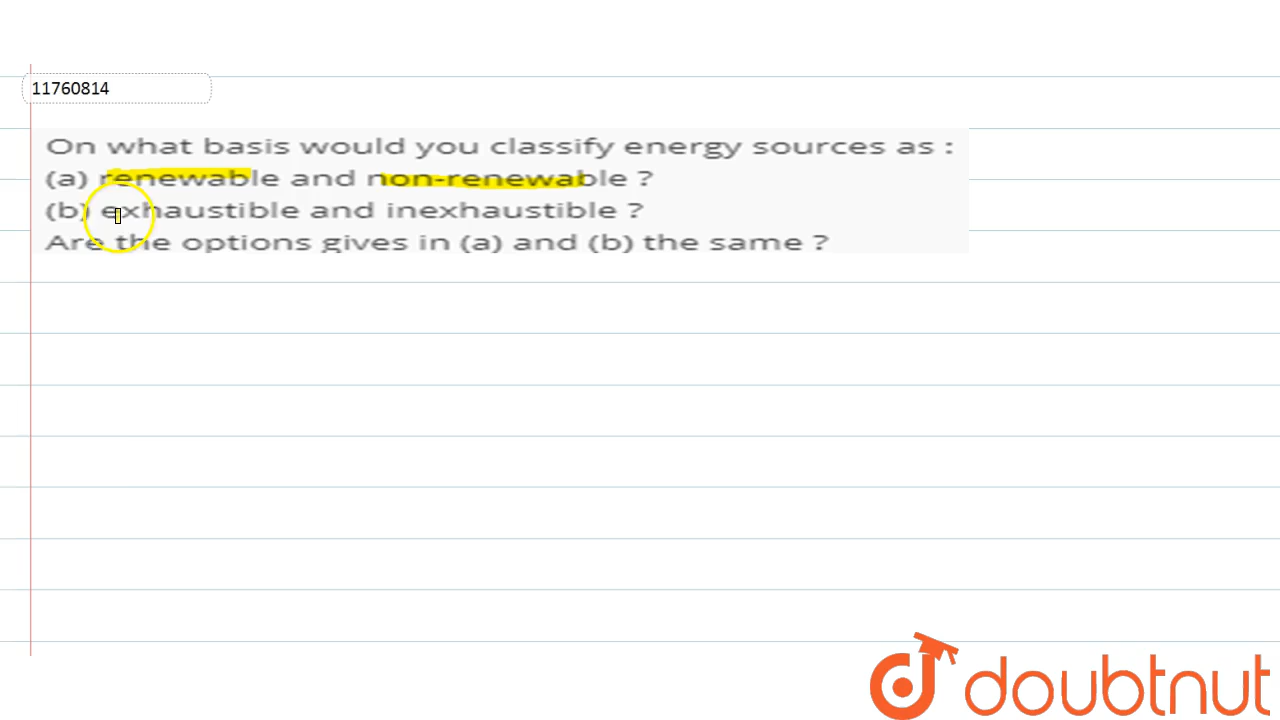 11760814
On what basis would you classify energy sources as :
(a) renewable and non-renewable ?
(b) exhaustible and inexhaustible ?
Are the options gives in (a) and (b) the same ?
doubtnut